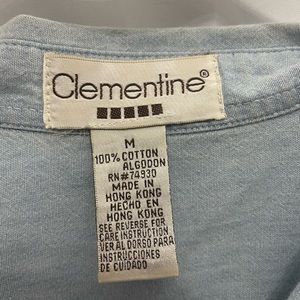 Clementine®
M
100% COTTON
ALGODON
RN#74930
MADE IN
HONG KONG
HECHO EN
HONG KONG
SEE REVERSE FOR
CARE INSTRUCTION
VER AL DORSO PARA
INSTRUCCIONES
DE CUIDADO